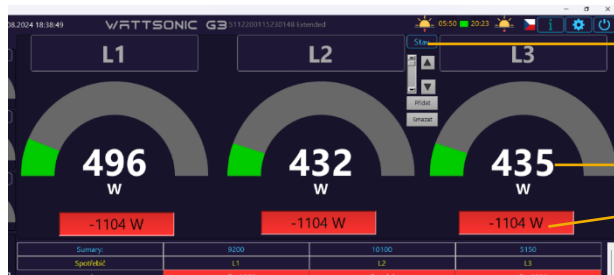 08.2024 18:38:49 WATTSONIC G3 5112200115230148 Extended 05:50 20:23 i
L1 L2 Stav L3
Přidat
Smazat
496 432 435
W W W
-1104 W -1104 W -1104 W
Sumary: 9200 10100 5150
Spotřebič L1 L2 L3